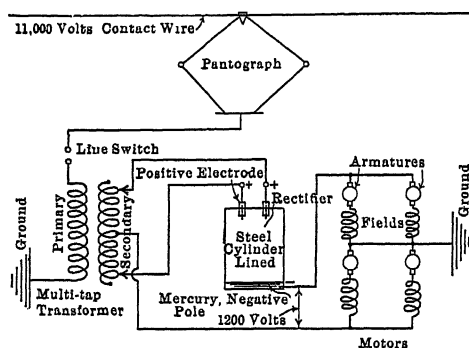 11,000 Volts Contact Wire
Pantograph
Line Switch
Positive Electrode
+ +
Armatures
Rectifier
Ground
Primary
Secondary
Steel
Cylinder
Lined
Fields
Ground
Multi-tap
Transformer
Mercury, Negative
Pole
1200 Volts
Motors